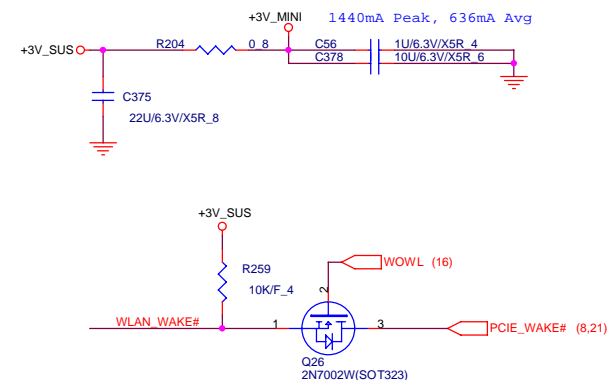 +3V_MINI 1440mA Peak, 636mA Avg
+3V_SUS R204 0_8 C56 1U/6.3V/X5R_4
C378 10U/6.3V/X5R_6
C375
22U/6.3V/X5R_8
+3V_SUS
WOWL (16)
R259
10K/F_4
2
WLAN_WAKE# 1 3 PCIE_WAKE# (8,21)
Q26
2N7002W(SOT323)